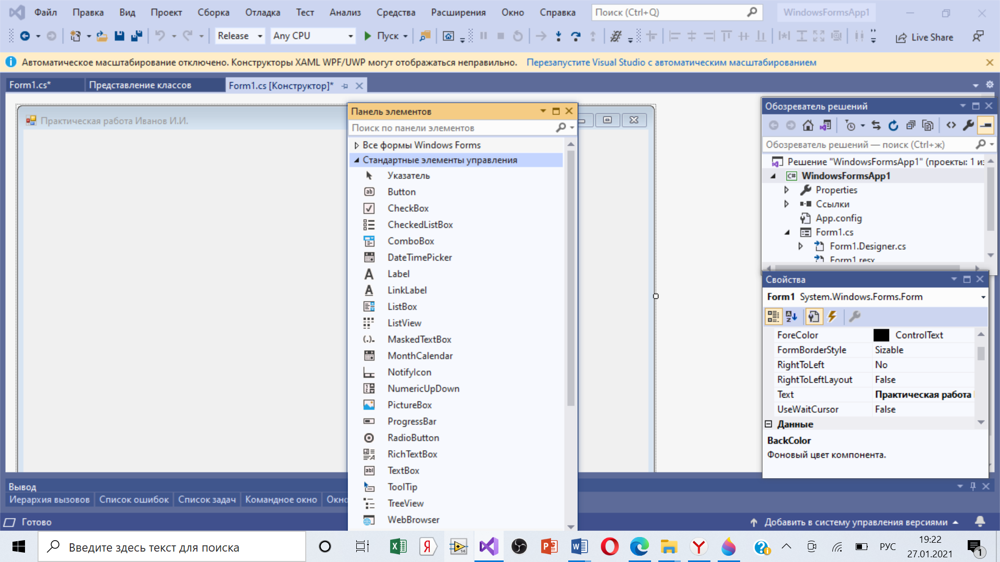 Файл Правка Вид Проект Сборка Отладка Тест Анализ Средства Расширения Окно Справка Поиск (Ctrl+Q) WindowsFormsApp1
Release Any CPU Пуск Live Share
Автоматическое масштабирование отключено. Конструкторы XAML WPF/UWP могут отображаться неправильно. Перезапустите Visual Studio с автоматическим масштабированием
Form1.cs* Представление классов Form1.cs [Конструктор]*
Практическая работа Иванов И.И.
Панель элементов
Поиск по панели элементов
Все формы Windows Forms
Стандартные элементы управления
Указатель
Button
CheckBox
CheckedListBox
ComboBox
DateTimePicker
Label
LinkLabel
ListBox
ListView
MaskedTextBox
MonthCalendar
NotifyIcon
NumericUpDown
PictureBox
ProgressBar
RadioButton
RichTextBox
TextBox
ToolTip
TreeView
WebBrowser
Обозреватель решений
Обозреватель решений — поиск (Ctrl+ж)
Решение "WindowsFormsApp1" (проекты: 1 из
WindowsFormsApp1
Properties
Ссылки
App.config
Form1.cs
Form1.Designer.cs
Form1.resx
Свойства
Form1 System.Windows.Forms.Form
ForeColor ControlText
FormBorderStyle Sizable
RightToLeft No
RightToLeftLayout False
Text Практическая работа
UseWaitCursor False
Данные
BackColor
Фоновый цвет компонента.
Вывод
Иерархия вызовов Список ошибок Список задач Командное окно
Готово
Добавить в систему управления версиями
Введите здесь текст для поиска
РУС
19:22
27.01.2021
1